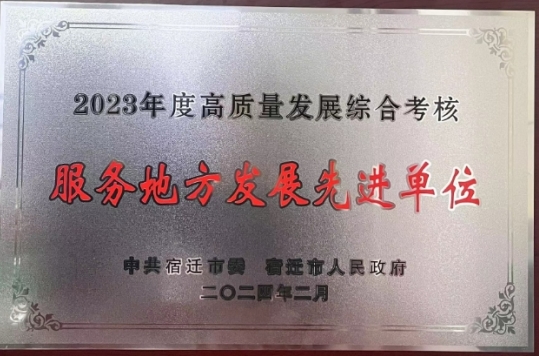 2023年度高质量发展综合考核
服务地方发展先进单位
中共宿迁市委 宿迁市人民政府
二〇二四年二月